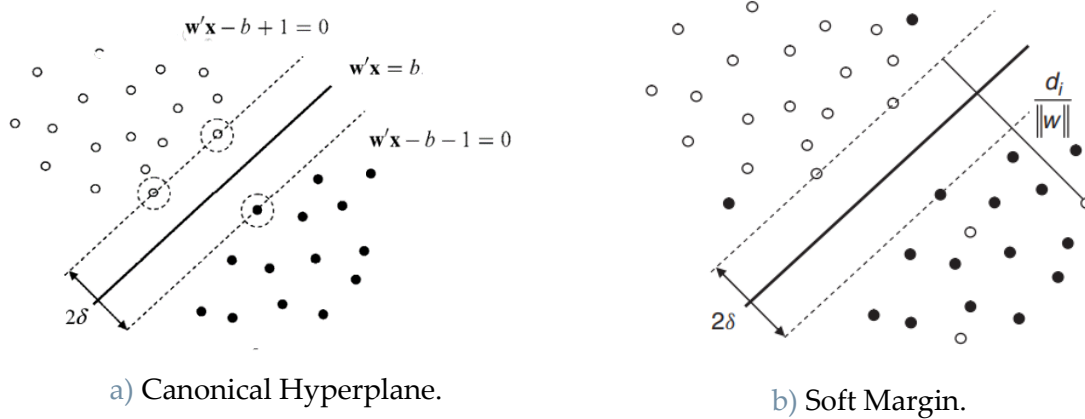 w′x − b + 1 = 0
w′x = b
w′x − b − 1 = 0
2δ
a) Canonical Hyperplane.
d_i
‖w‖
2δ
b) Soft Margin.